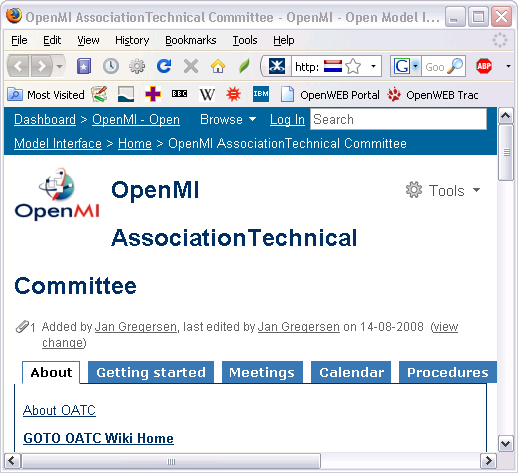 OpenMI AssociationTechnical Committee - OpenMI - Open Model I...
File Edit View History Bookmarks Tools Help
http: G Goo ABP
Most Visited BBC W IBM OpenWEB Portal OpenWEB Trac
Dashboard > OpenMI - Open Browse Log In Search
Model Interface > Home > OpenMI AssociationTechnical Committee
OpenMI
OpenMI
Tools
AssociationTechnical
Committee
1 Added by Jan Gregersen, last edited by Jan Gregersen on 14-08-2008 (view
change)
About Getting started Meetings Calendar Procedures
About OATC
GOTO OATC Wiki Home